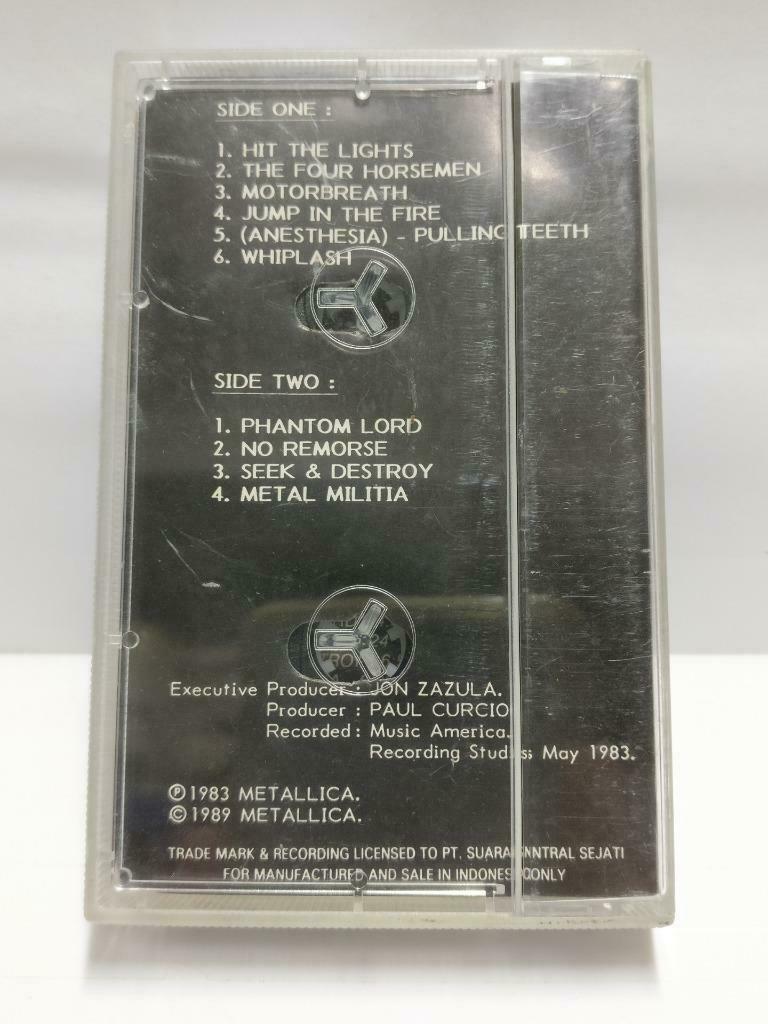 SIDE ONE :
1. HIT THE LIGHTS
2. THE FOUR HORSEMEN
3. MOTORBREATH
4. JUMP IN THE FIRE
5. (ANESTHESIA) - PULLING TEETH
6. WHIPLASH
SIDE TWO :
1. PHANTOM LORD
2. NO REMORSE
3. SEEK & DESTROY
4. METAL MILITIA
Executive Producer : JON ZAZULA.
Producer : PAUL CURCIO
Recorded : Music America.
Recording May 1983.
Ⓟ 1983 METALLICA.
© 1989 METALLICA.
TRADE MARK & RECORDING LICENSED TO PT. SUARA SEJATI
FOR MANUFACTURED AND SALE IN ONLY